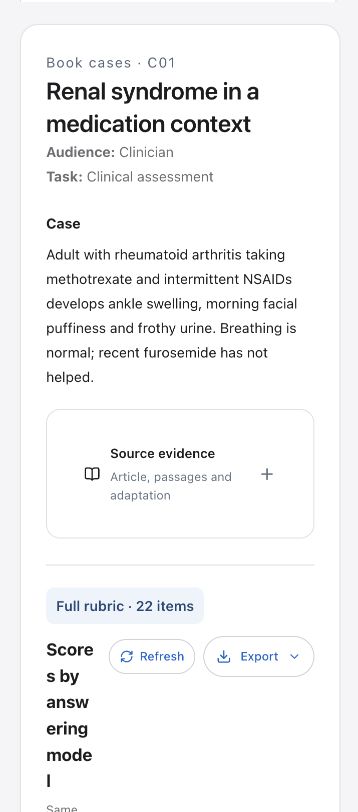 Book cases · C01
Renal syndrome in a
medication context
Audience: Clinician
Task: Clinical assessment
Case
Adult with rheumatoid arthritis taking
methotrexate and intermittent NSAIDs
develops ankle swelling, morning facial
puffiness and frothy urine. Breathing is
normal; recent furosemide has not
helped.
Source evidence
Article, passages and
adaptation
Full rubric · 22 items
Score
s by
answ
ering
mode
l
Refresh
Export
Same